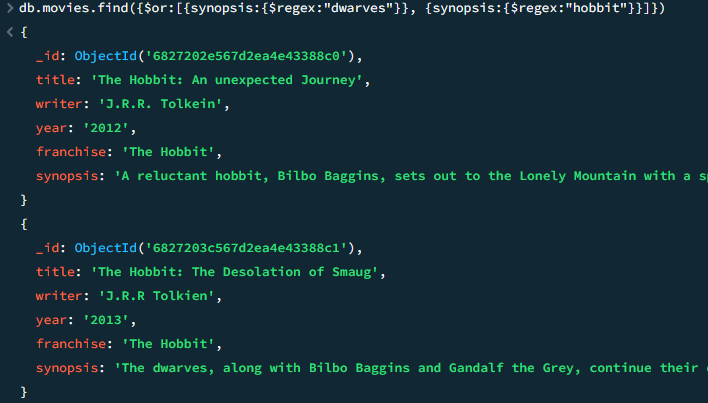 > db.movies.find({$or:[{synopsis:{$regex:"dwarves"}}, {synopsis:{$regex:"hobbit"}}]})
< {
_id: ObjectId('6827202e567d2ea4e43388c0'),
title: 'The Hobbit: An unexpected Journey',
writer: 'J.R.R. Tolkein',
year: '2012',
franchise: 'The Hobbit',
synopsis: 'A reluctant hobbit, Bilbo Baggins, sets out to the Lonely Mountain with a
}
{
_id: ObjectId('6827203c567d2ea4e43388c1'),
title: 'The Hobbit: The Desolation of Smaug',
writer: 'J.R.R Tolkien',
year: '2013',
franchise: 'The Hobbit',
synopsis: 'The dwarves, along with Bilbo Baggins and Gandalf the Grey, continue their
}